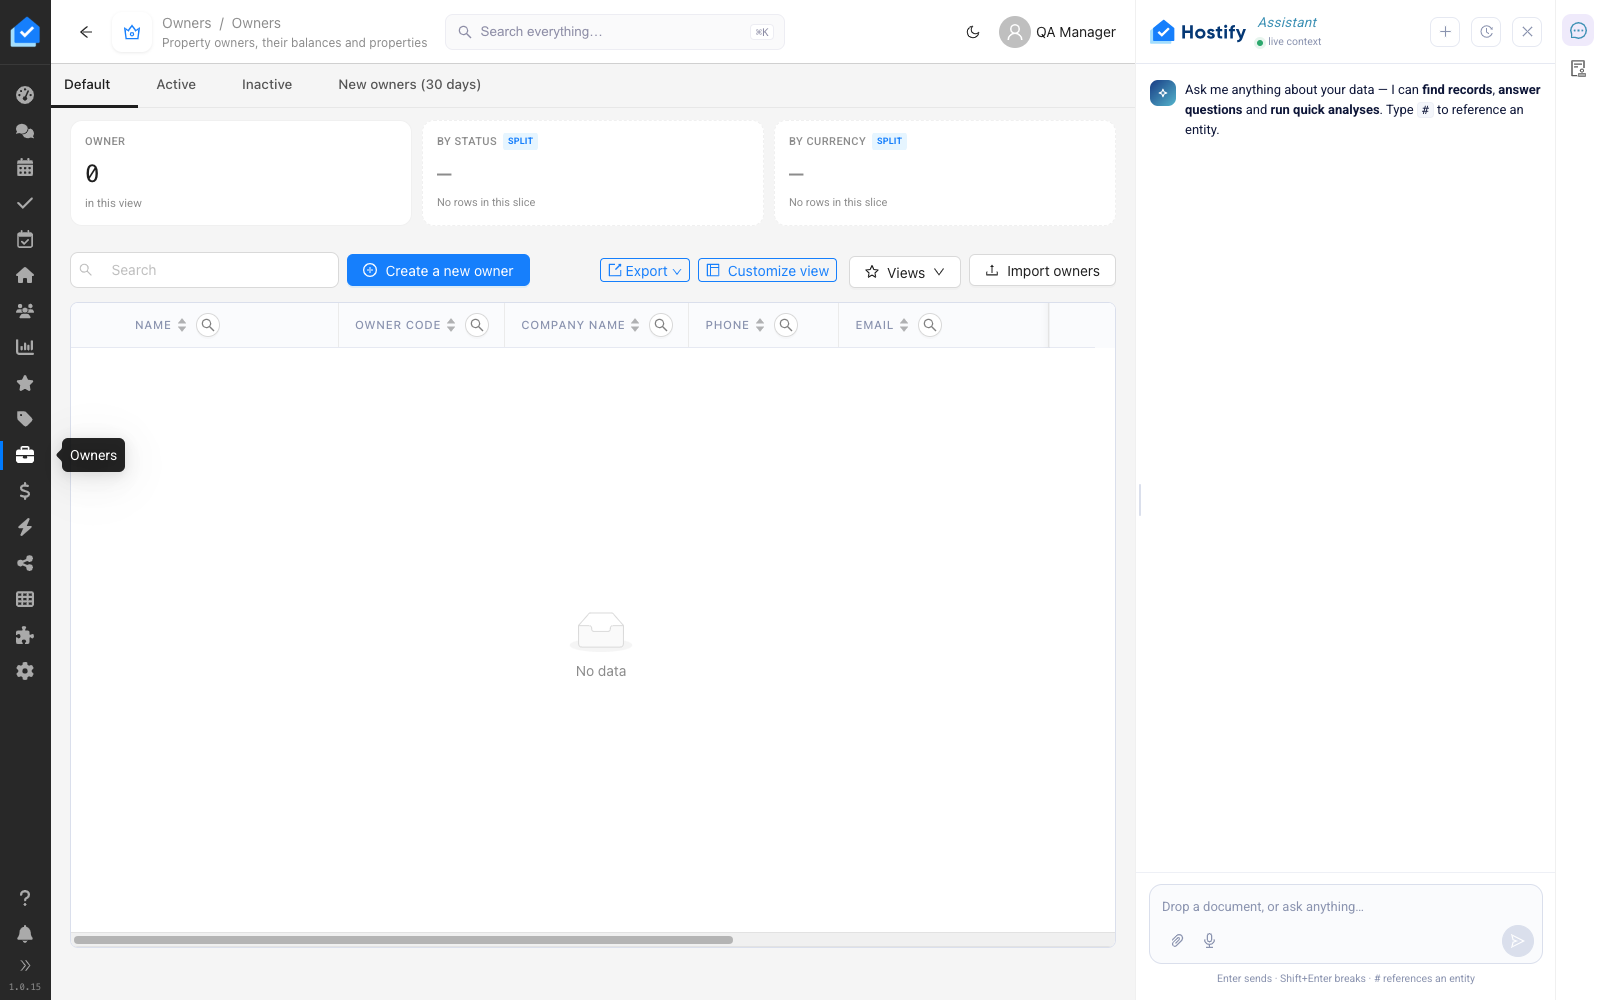 Owners / Owners
Property owners, their balances and properties
Search everything...
⌘K
QA Manager
Default
Active
Inactive
New owners (30 days)
OWNER
0
in this view
BY STATUS SPLIT
—
No rows in this slice
BY CURRENCY SPLIT
—
No rows in this slice
Search
Create a new owner
Export
Customize view
Views
Import owners
NAME
OWNER CODE
COMPANY NAME
PHONE
EMAIL
Owners
No data
1.0.15
Hostify
Assistant
live context
Ask me anything about your data — I can find records, answer
questions and run quick analyses. Type # to reference an
entity.
Drop a document, or ask anything...
Enter sends · Shift+Enter breaks · # references an entity